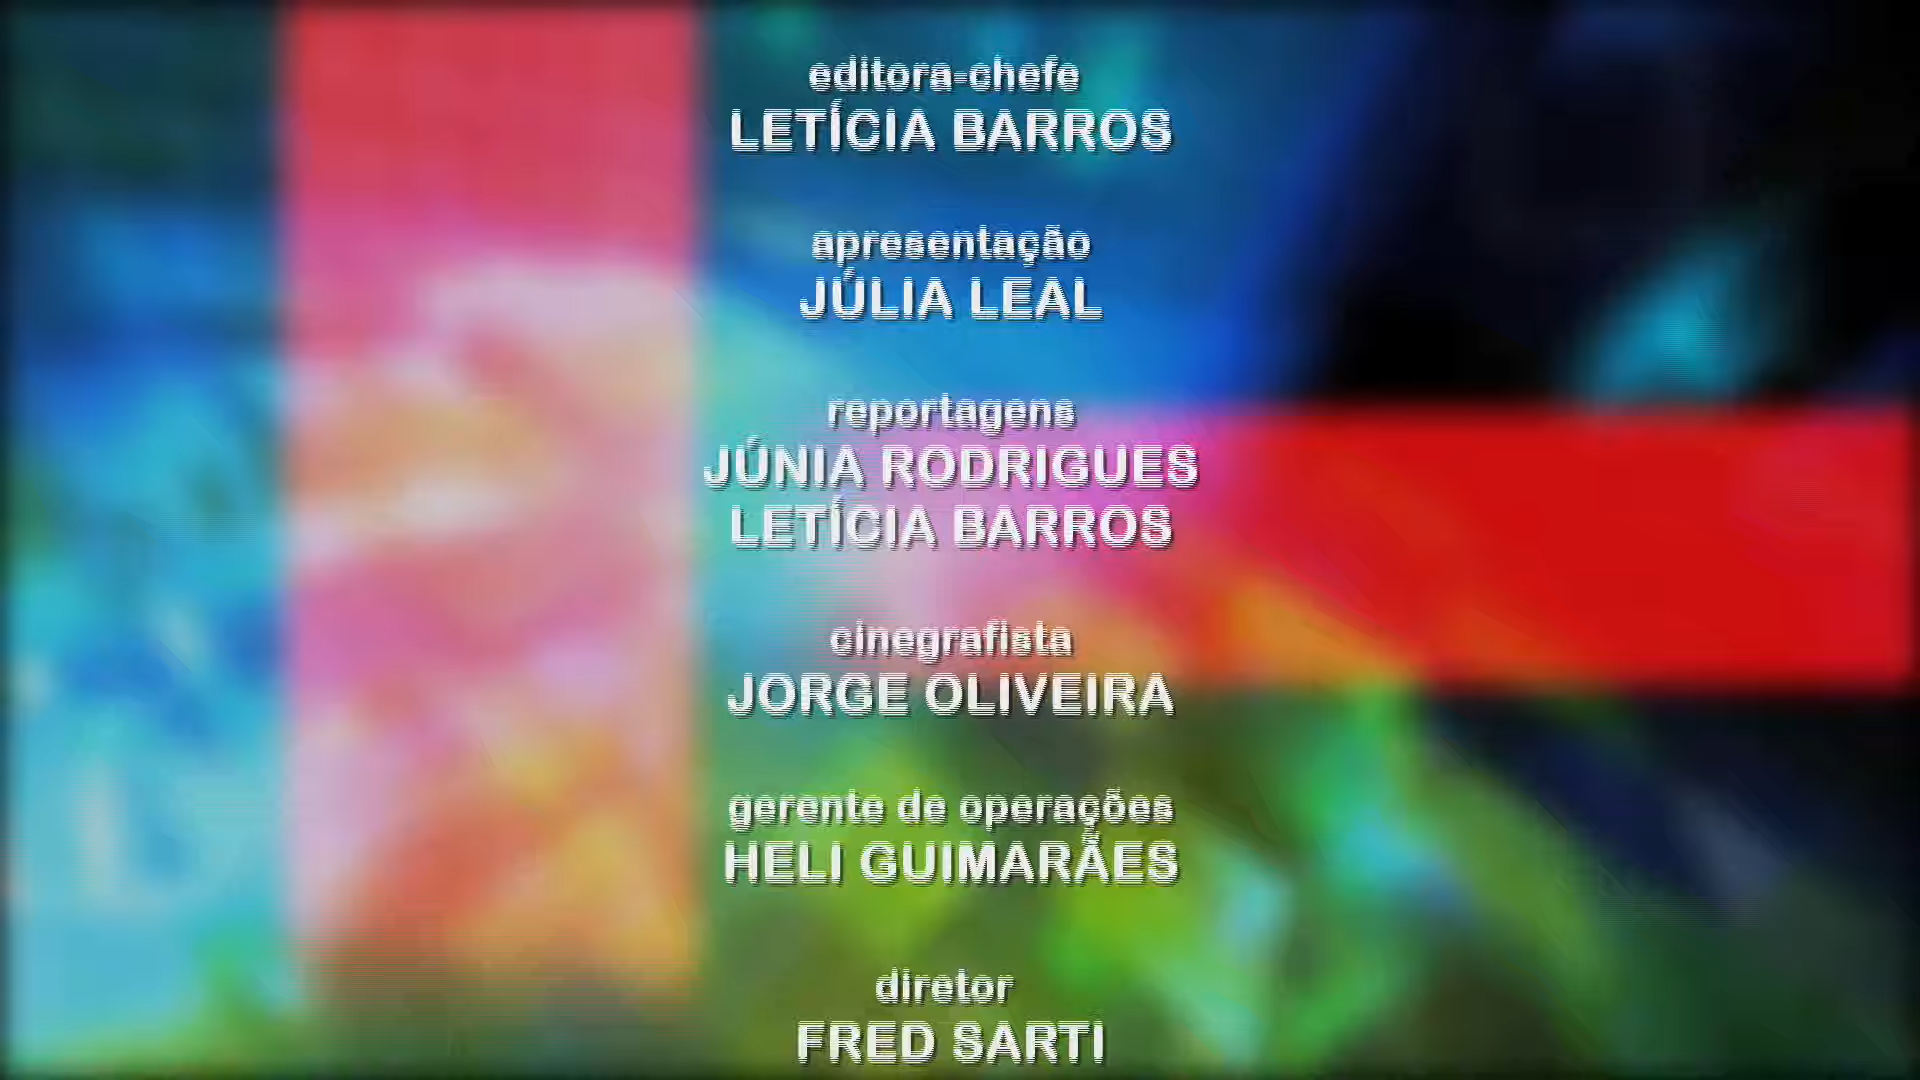 editora-chefe
LETÍCIA BARROS
apresentação
JÚLIA LEAL
reportagens
JÚNIA RODRIGUES
LETÍCIA BARROS
cinegrafista
JORGE OLIVEIRA
gerente de operações
HELI GUIMARÃES
diretor
FRED SARTI